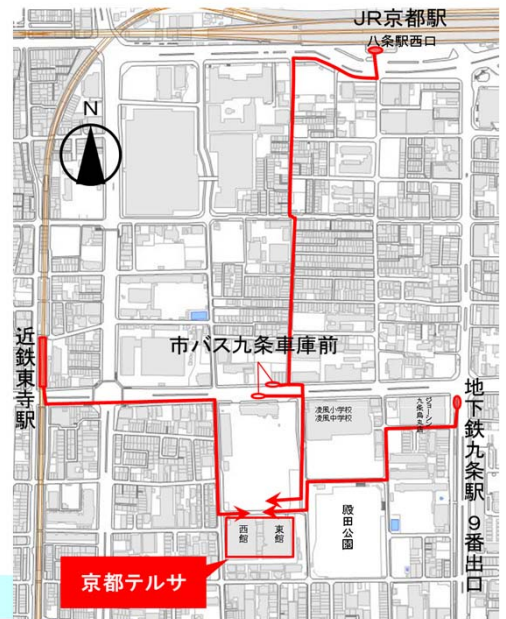 JR京都駅
八条駅西口
N
近鉄東寺駅
市バス九条車庫前
凌風小学校
凌風中学校
ジョーシン
九条烏丸店
地下鉄九条駅 9番出口
殿田公園
西館
東館
京都テルサ